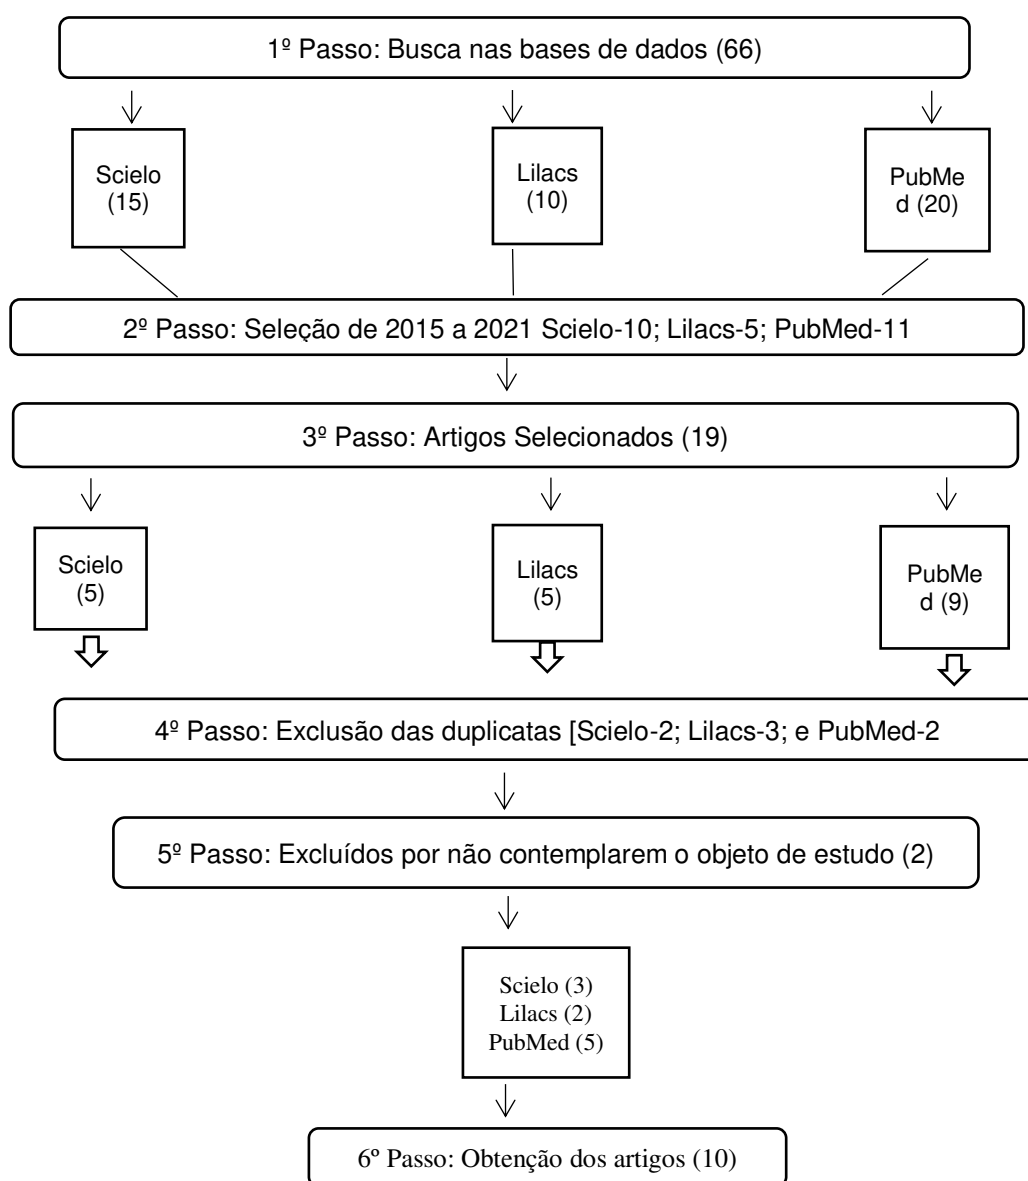 1º Passo: Busca nas bases de dados (66)
Scielo
(15)
Lilacs
(10)
PubMe
d (20)
2º Passo: Seleção de 2015 a 2021 Scielo-10; Lilacs-5; PubMed-11
3º Passo: Artigos Selecionados (19)
Scielo
(5)
Lilacs
(5)
PubMe
d (9)
4º Passo: Exclusão das duplicatas [Scielo-2; Lilacs-3; e PubMed-2
5º Passo: Excluídos por não contemplarem o objeto de estudo (2)
Scielo (3)
Lilacs (2)
PubMed (5)
6º Passo: Obtenção dos artigos (10)